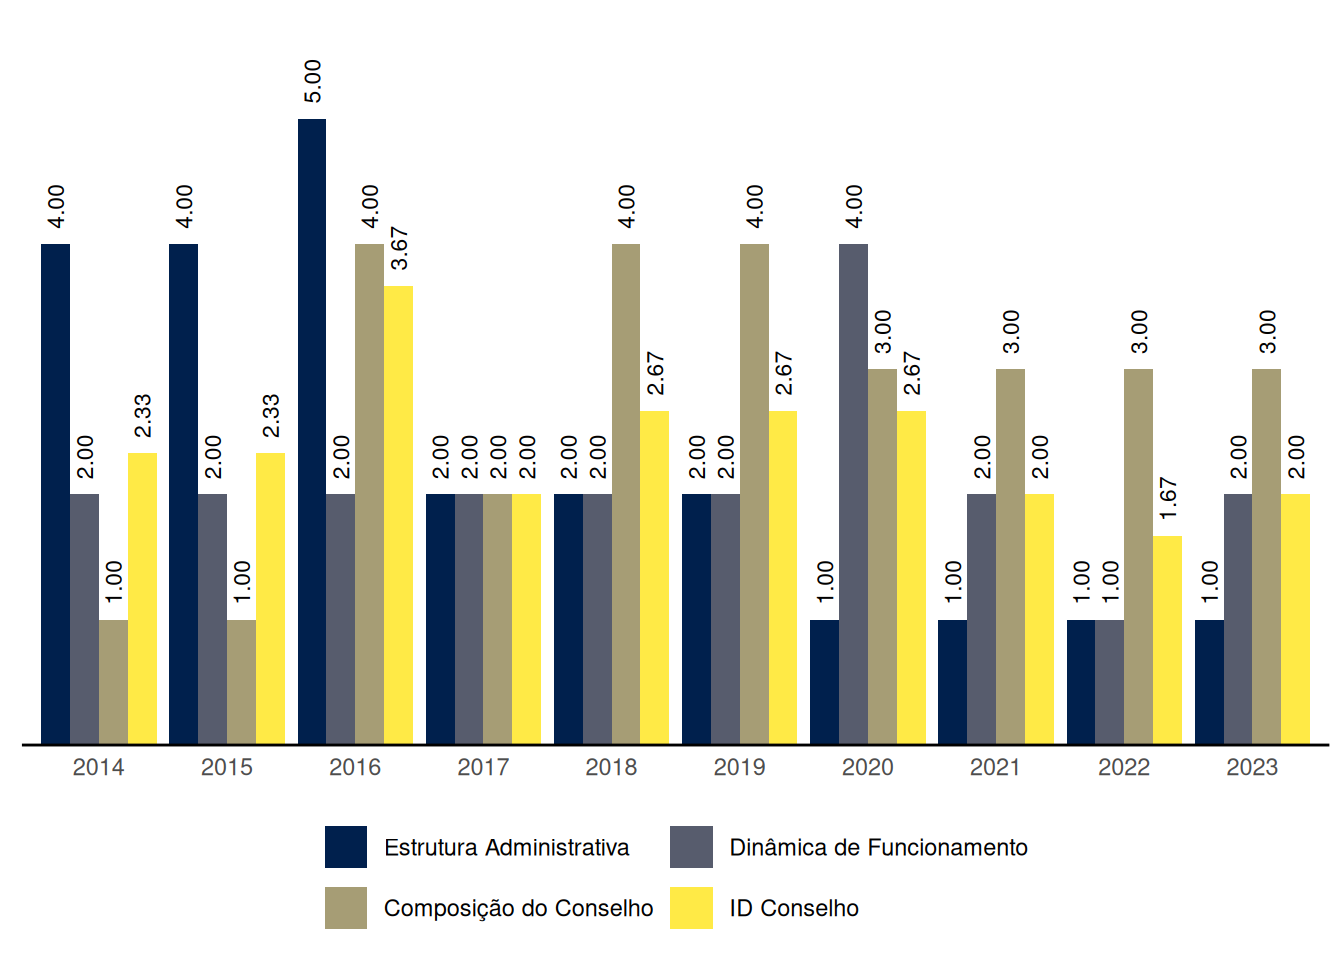 4.00 2.00 1.00 2.33
4.00 2.00 1.00 2.33
5.00 2.00 4.00 3.67
2.00 2.00 2.00 2.00
2.00 2.00 4.00 2.67
2.00 2.00 4.00 2.67
1.00 4.00 3.00 2.67
1.00 2.00 3.00 2.00
1.00 1.00 3.00 1.67
1.00 2.00 3.00 2.00
2014 2015 2016 2017 2018 2019 2020 2021 2022 2023
Estrutura Administrativa Dinâmica de Funcionamento
Composição do Conselho ID Conselho